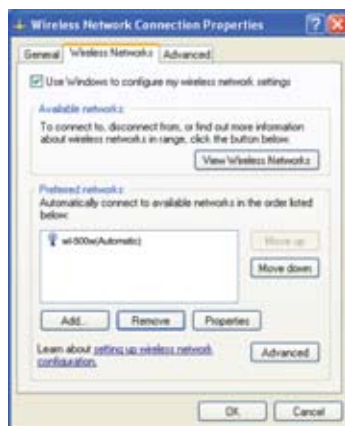 Wireless Network Connection Properties
General Wireless Networks Advanced
Use Windows to configure my wireless network settings
Available networks:
To connect to, disconnect from, or find out more information
about wireless networks in range, click the button below.
View Wireless Networks
Preferred networks:
Automatically connect to available networks in the order listed
below:
wl-500w(Automatic)
Move up
Move down
Add... Remove Properties
Learn about setting up wireless network
configuration.
Advanced
OK Cancel